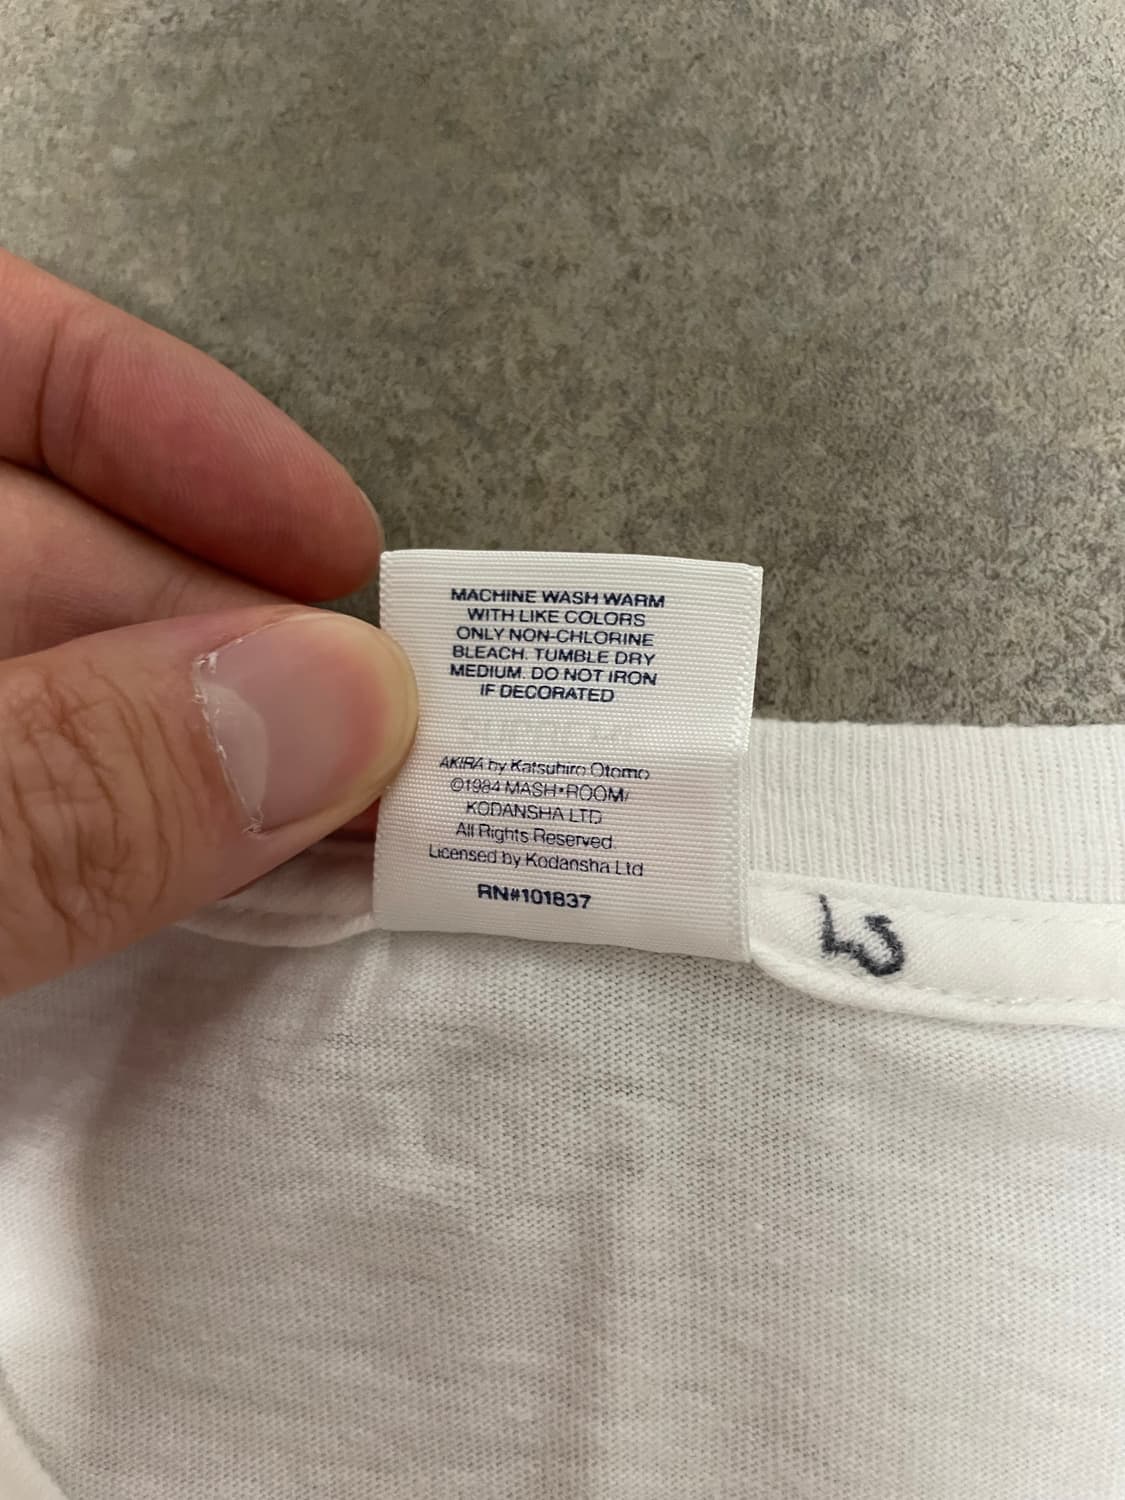 MACHINE WASH WARM
WITH LIKE COLORS
ONLY NON-CHLORINE
BLEACH. TUMBLE DRY
MEDIUM. DO NOT IRON
IF DECORATED
AKIRA by Katsuhiro Otomo
©1984 MASH•ROOM/
KODANSHA LTD
All Rights Reserved.
Licensed by Kodansha Ltd
RN#101837
LS